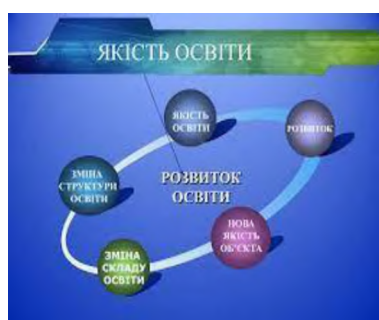 ЯКІСТЬ ОСВІТИ
ЯКІСТЬ
ОСВІТИ
РОЗВИТОК
ЗМІНА
СТРУКТУРИ
ОСВІТИ
РОЗВИТОК
ОСВІТИ
НОВА
ЯКІСТЬ
ОБ'ЄКТА
ЗМІНА
СКЛАДУ
ОСВІТИ